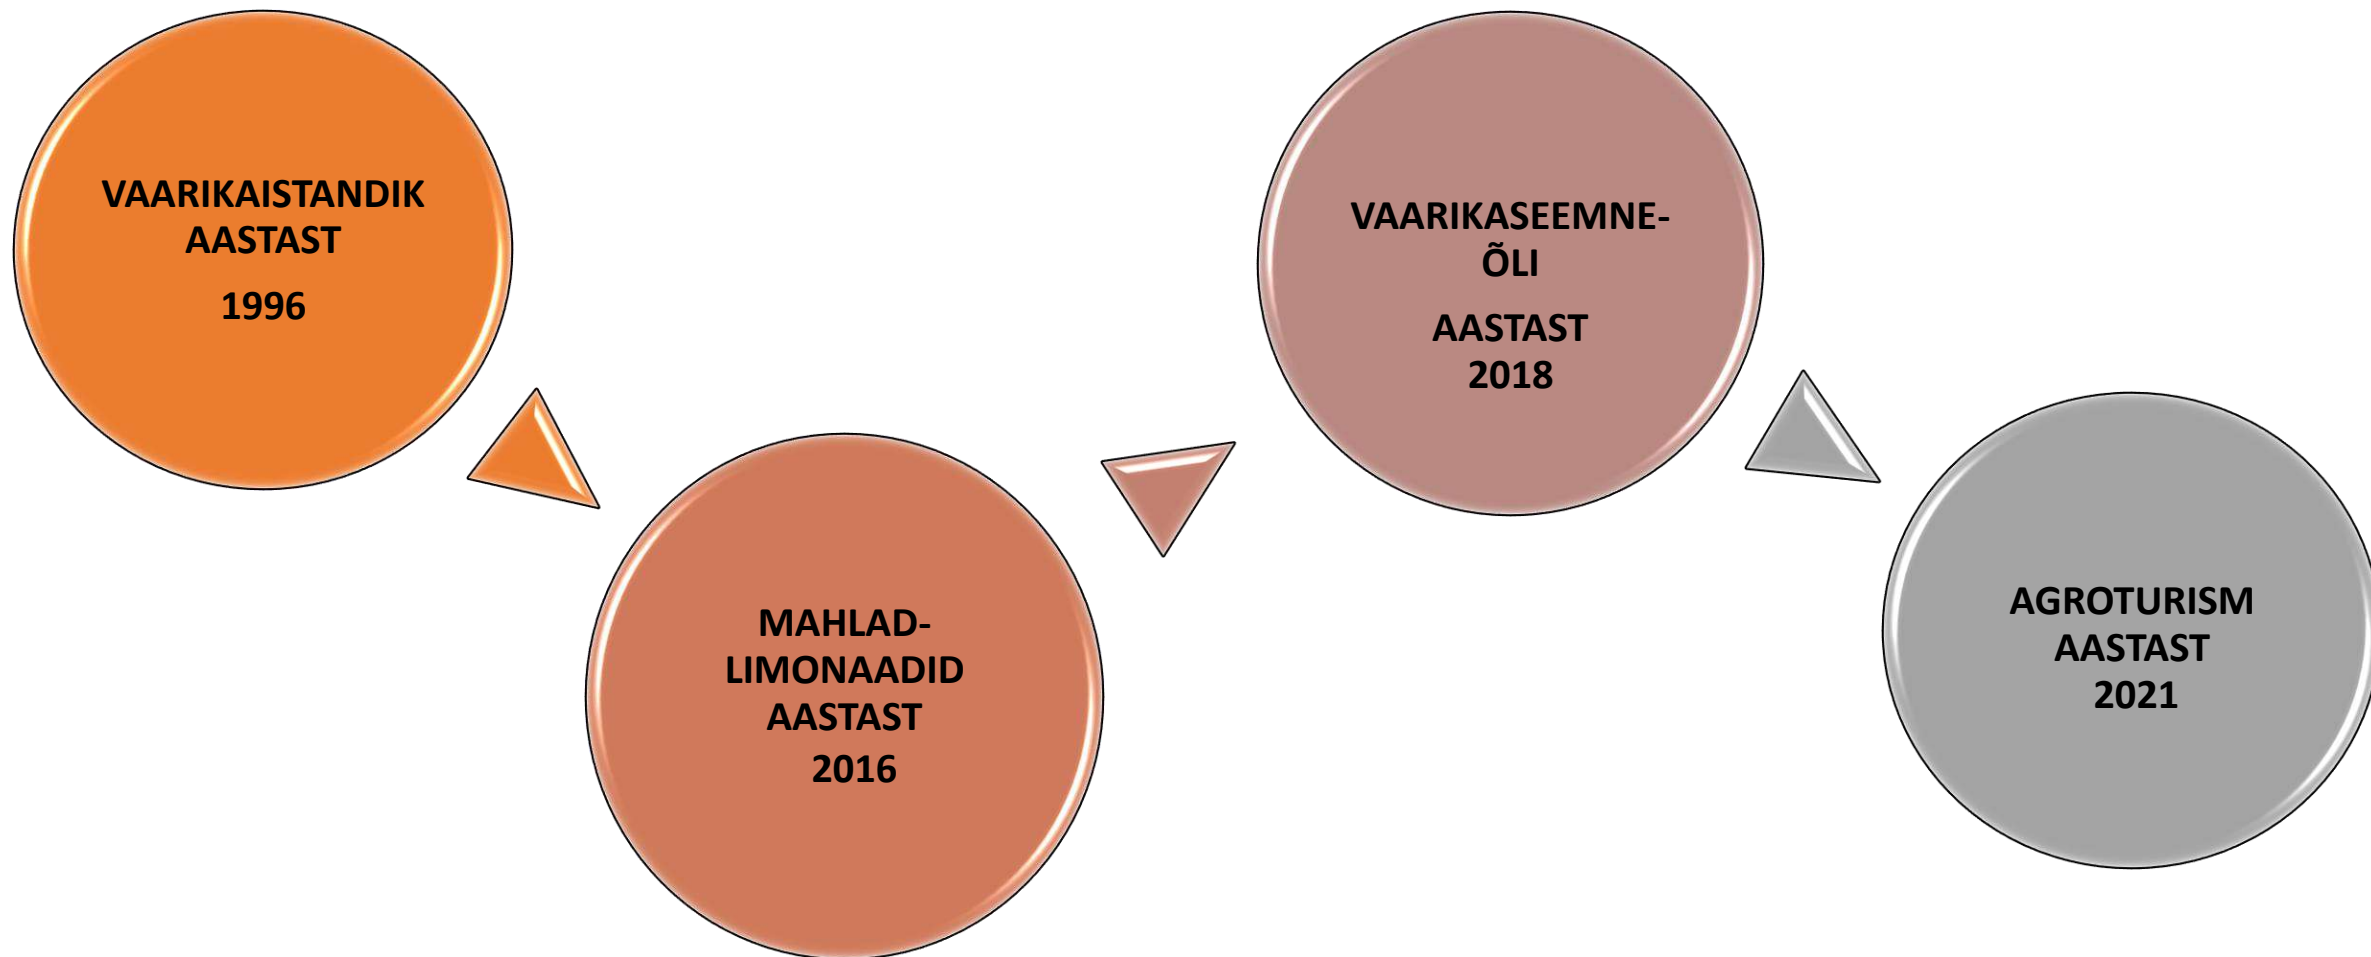 VAARIKAISTANDIK
AASTAST
1996
MAHLAD-
LIMONAADID
AASTAST
2016
VAARIKASEEMNE-
ÕLI
AASTAST
2018
AGROTURISM
AASTAST
2021